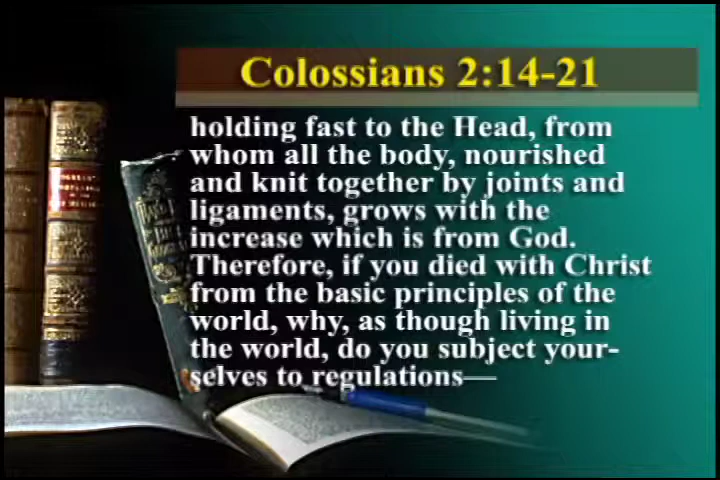 Colossians 2:14-21
holding fast to the Head, from
whom all the body, nourished
and knit together by joints and
ligaments, grows with the
increase which is from God.
Therefore, if you died with Christ
from the basic principles of the
world, why, as though living in
the world, do you subject your-
selves to regulations—